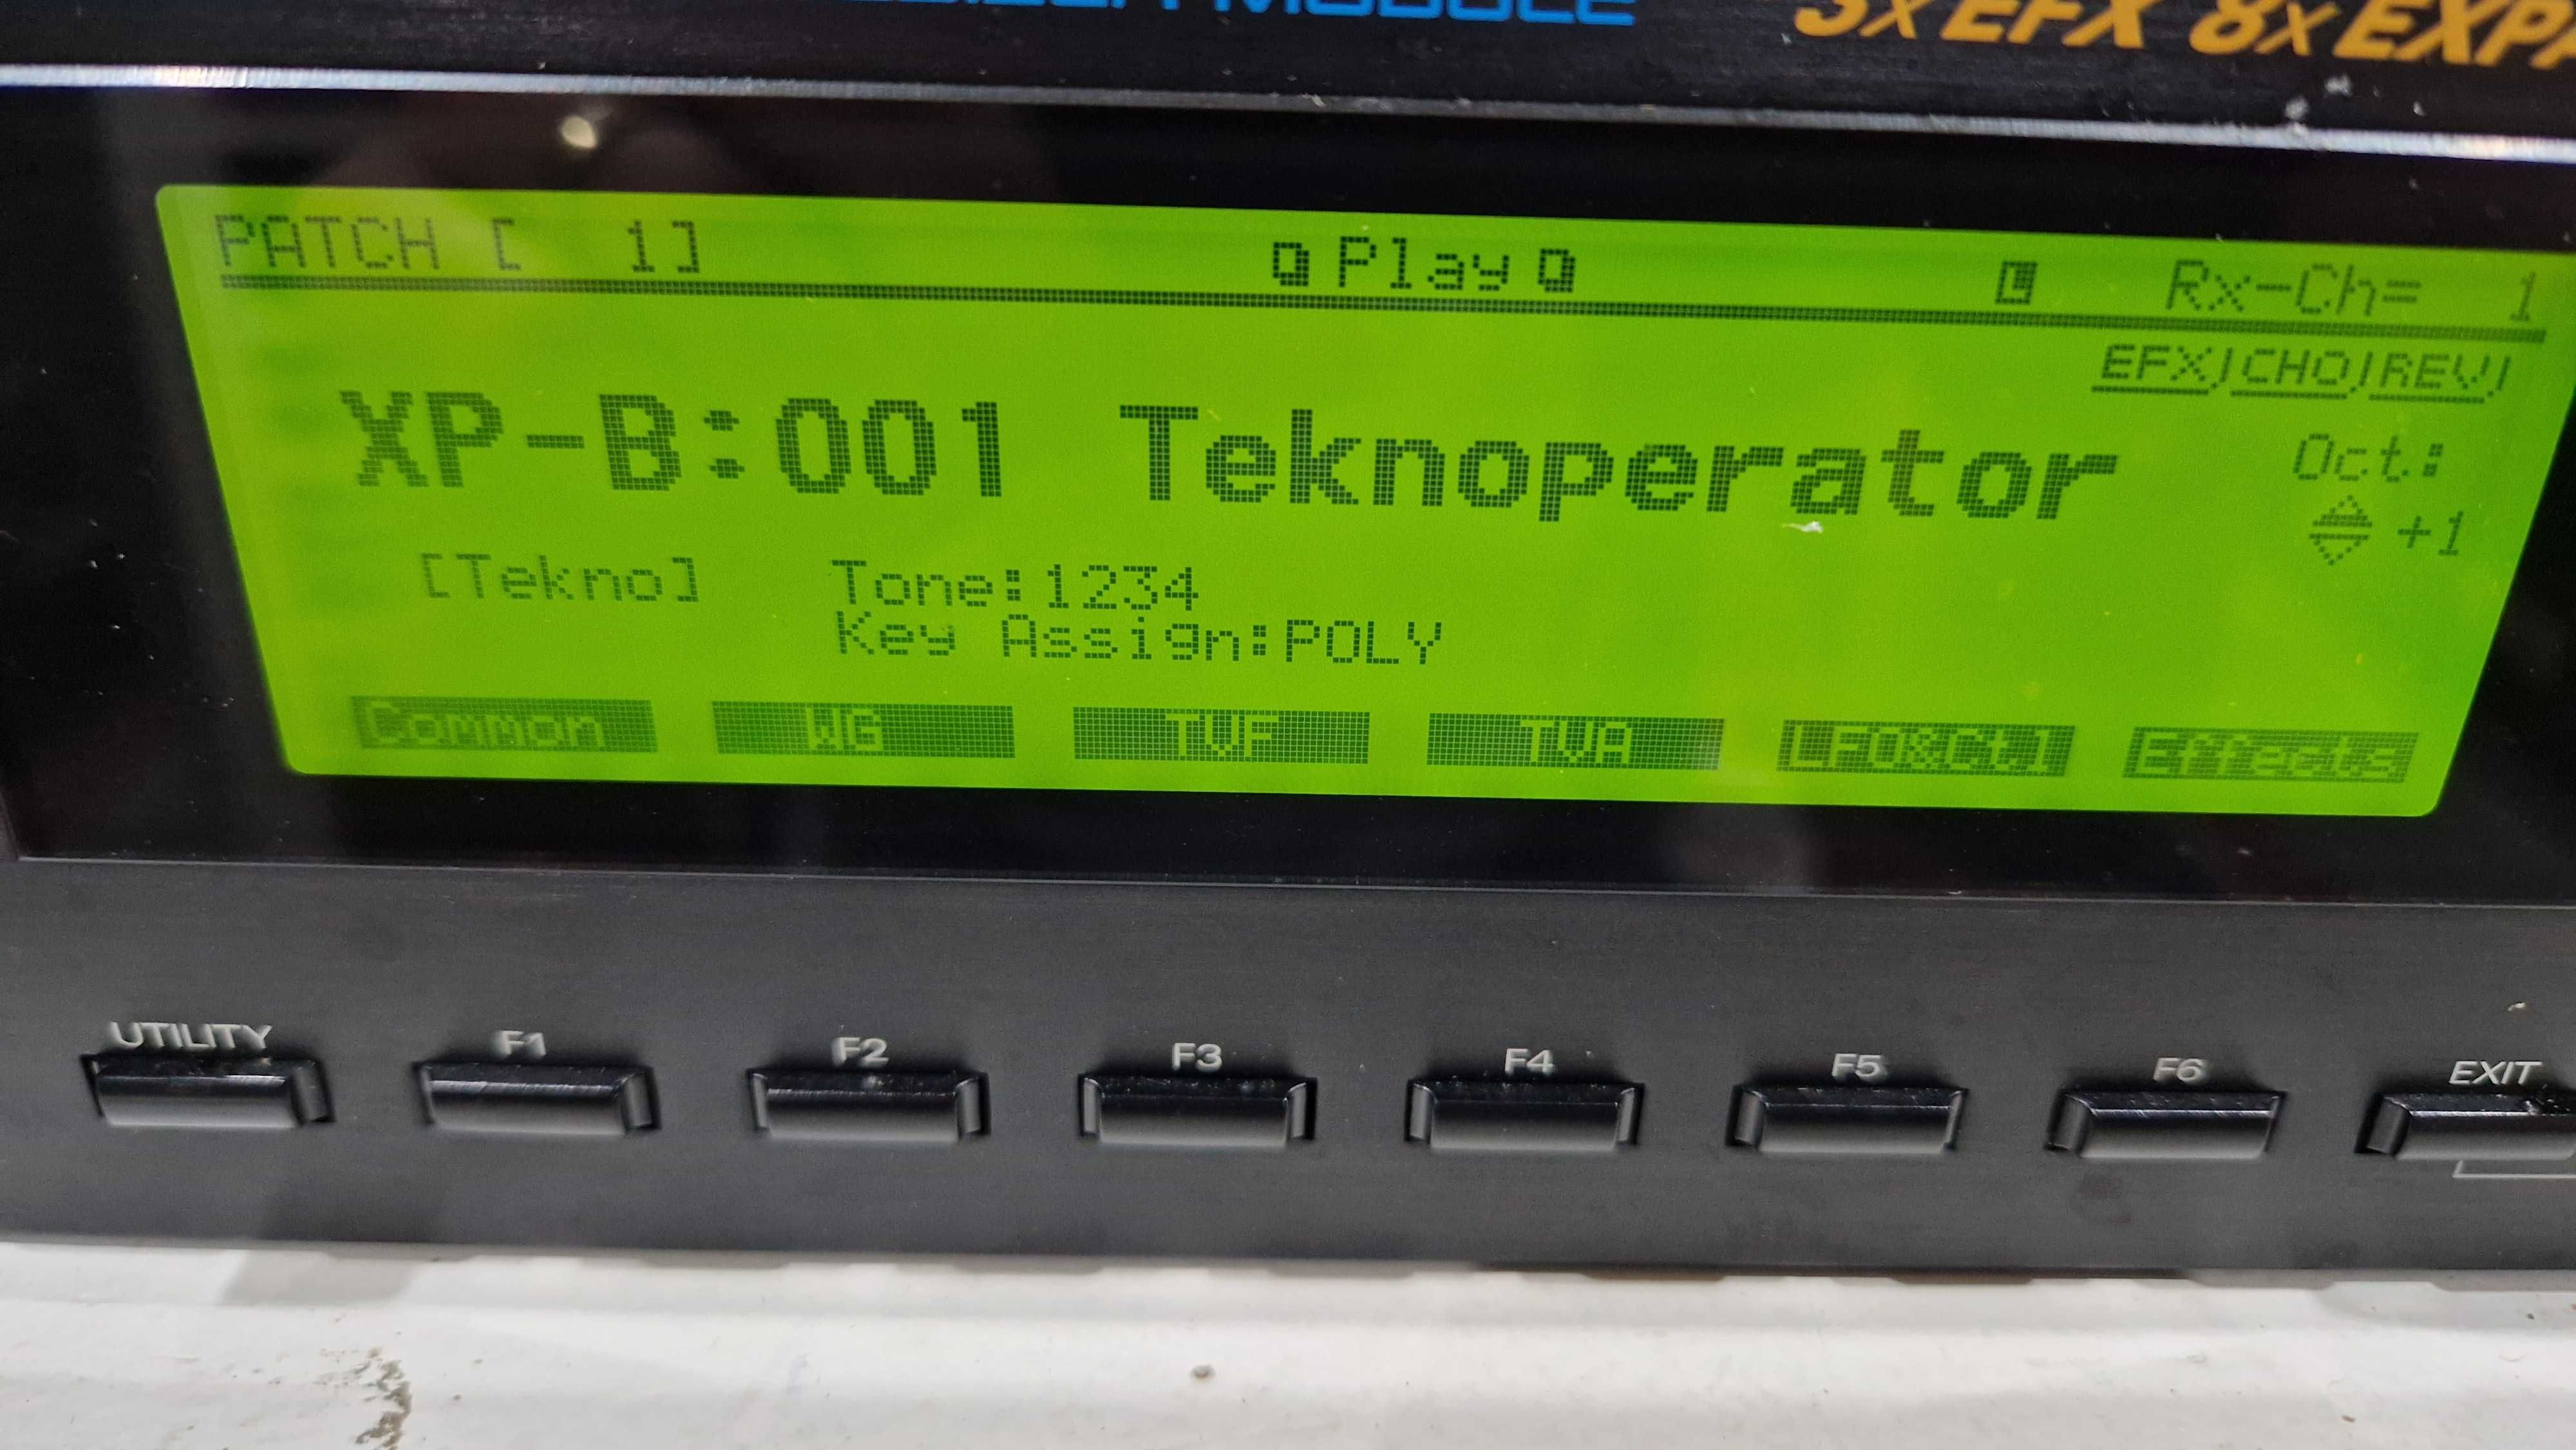 MODULE
3x EFX 8x EXP
PATCH [ 1] Play L Rx-Ch= 1
EFX CHO REV
XP-B:001 Teknoperator
Oct:
+1
[Tekno] Tone:1234
Key Assign:POLY
Common WG TVF TVA LFO&Ctl Effects
UTILITY F1 F2 F3 F4 F5 F6 EXIT